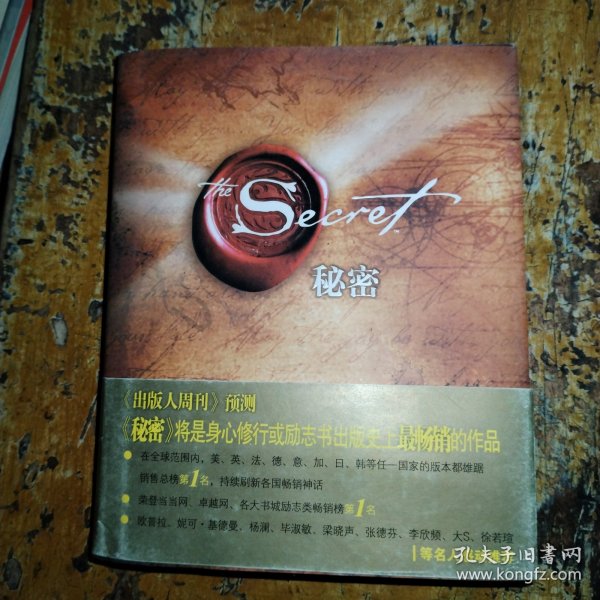 the Secret™
秘密
《出版人周刊》预测
《秘密》将是身心修行或励志书出版史上最畅销的作品
● 在全球范围内，美、英、法、德、意、加、日、韩等任一国家的版本都雄踞
销售总榜第1名，持续刷新各国畅销神话
● 荣登当当网、卓越网、各大书城励志类畅销榜第1名
● 欧普拉、妮可·基德曼、杨澜、毕淑敏、梁晓声、张德芬、李欣频、大S、徐若瑄
等名人
孔夫子旧书网
www.kongfz.com